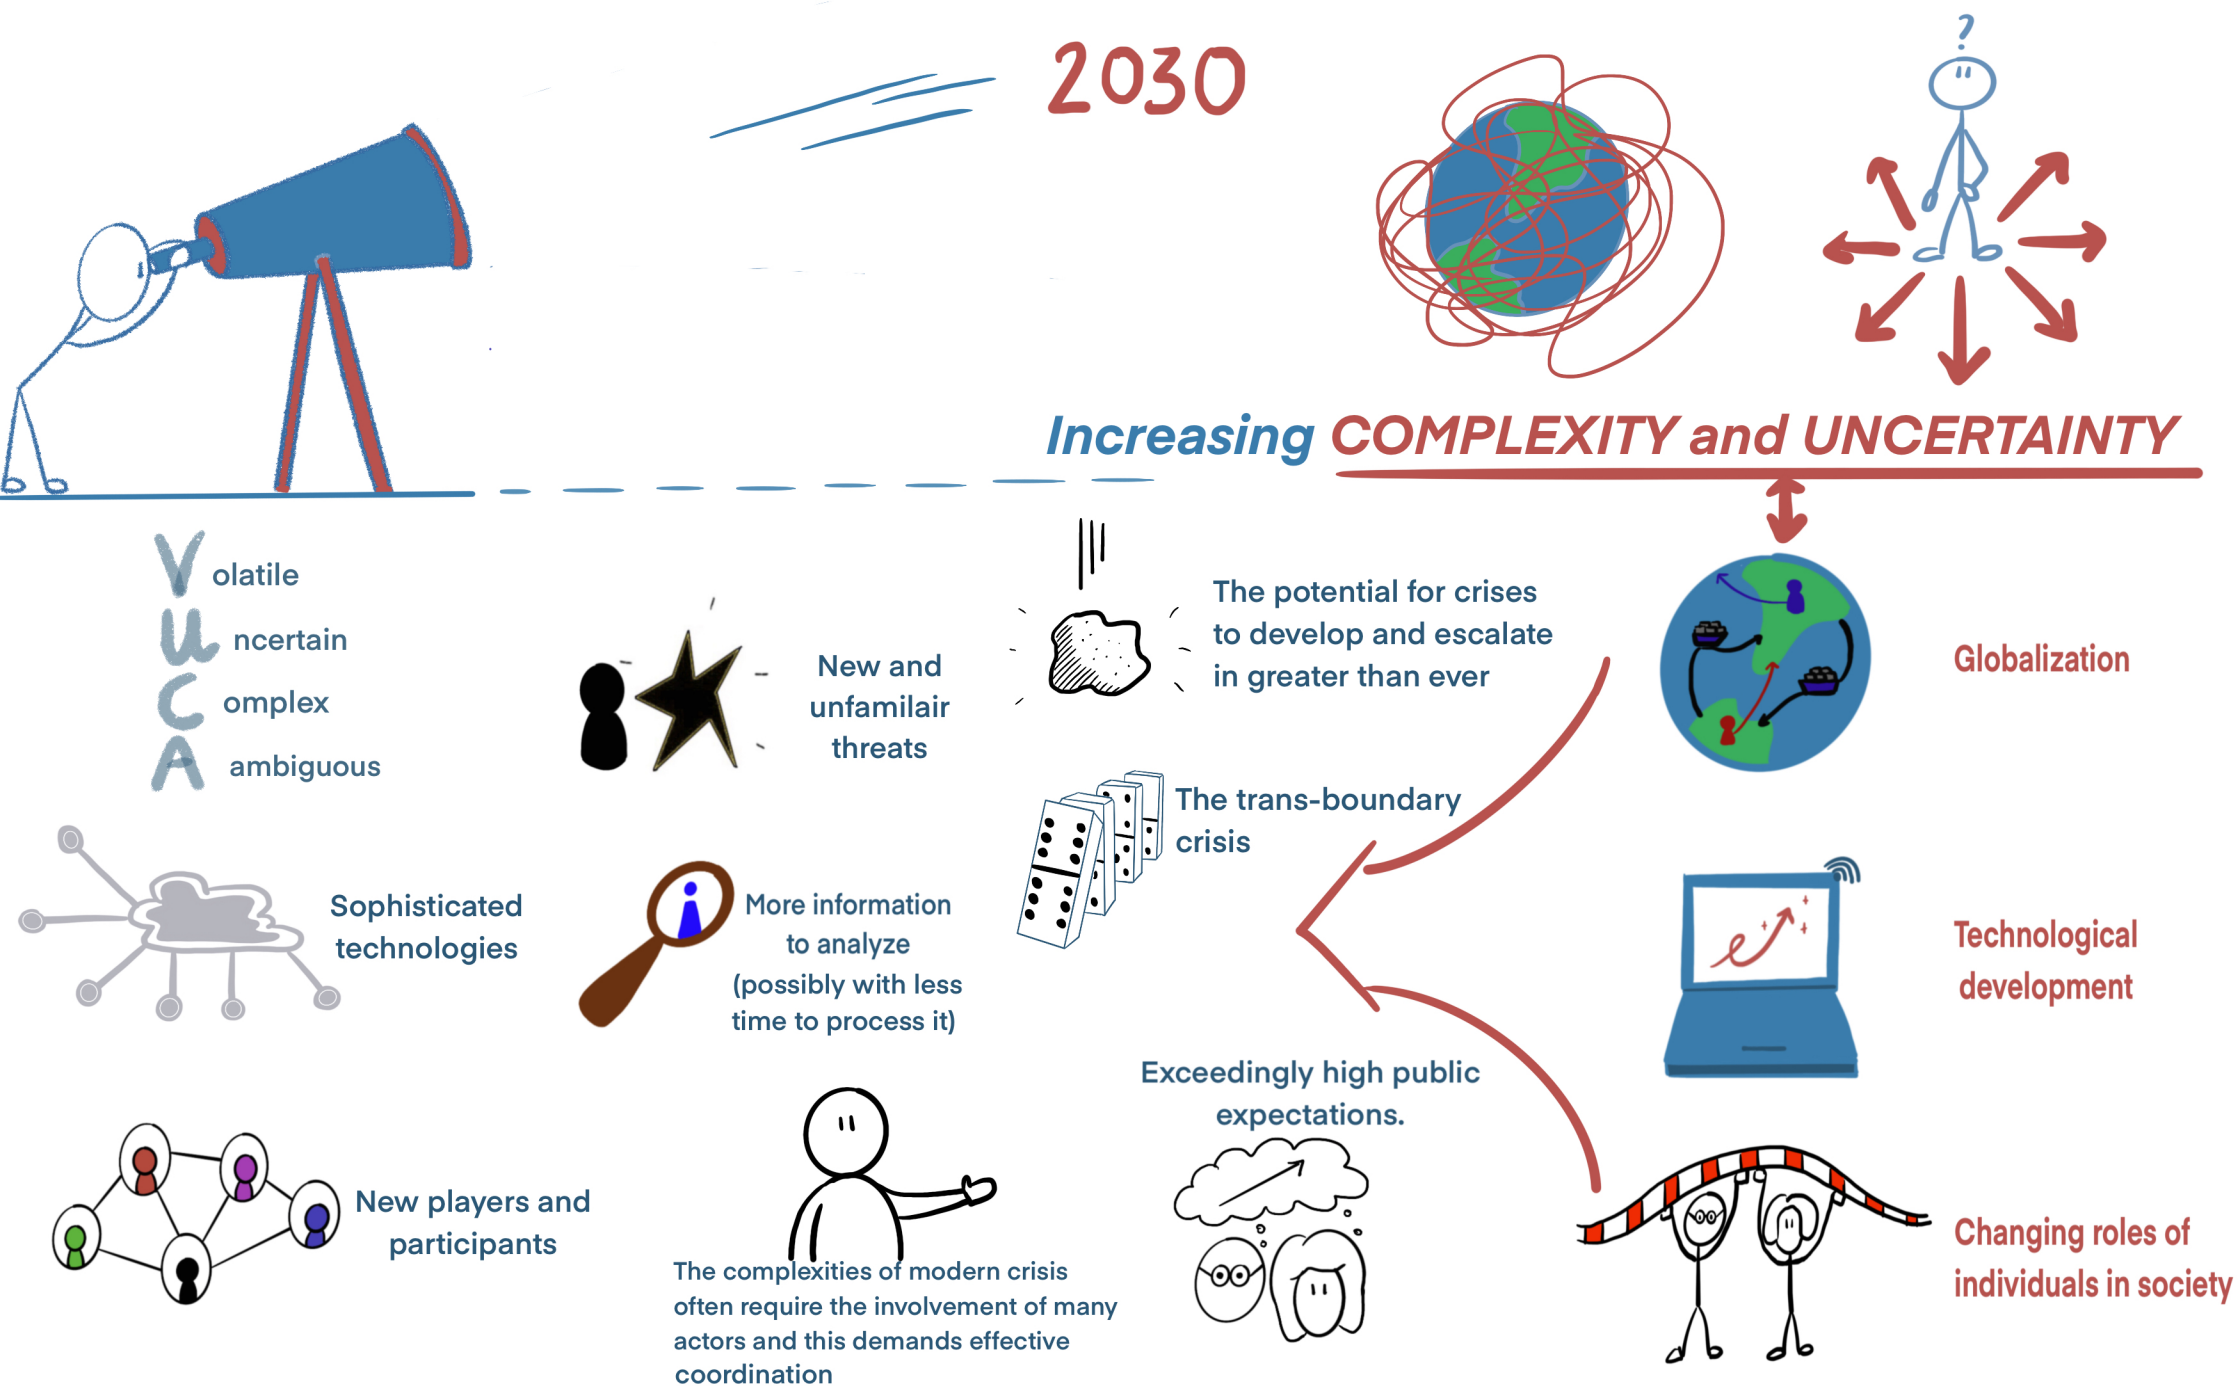 2030
?
Increasing COMPLEXITY and UNCERTAINTY
V olatile
U ncertain
C omplex
A ambiguous
New and
unfamilair
threats
The potential for crises
to develop and escalate
in greater than ever
Globalization
The trans-boundary
crisis
Sophisticated
technologies
More information
to analyze
(possibly with less
time to process it)
Technological
development
New players and
participants
The complexities of modern crisis
often require the involvement of many
actors and this demands effective
coordination
Exceedingly high public
expectations.
Changing roles of
individuals in society